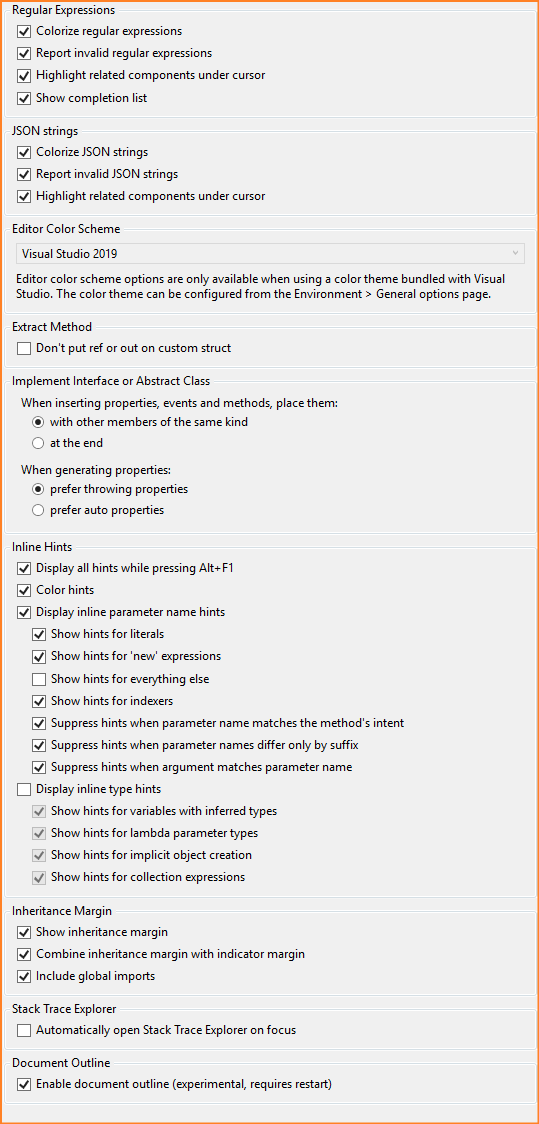 Regular Expressions
Colorize regular expressions
Report invalid regular expressions
Highlight related components under cursor
Show completion list
JSON strings
Colorize JSON strings
Report invalid JSON strings
Highlight related components under cursor
Editor Color Scheme
Visual Studio 2019
Editor color scheme options are only available when using a color theme bundled with Visual
Studio. The color theme can be configured from the Environment > General options page.
Extract Method
Don't put ref or out on custom struct
Implement Interface or Abstract Class
When inserting properties, events and methods, place them:
with other members of the same kind
at the end
When generating properties:
prefer throwing properties
prefer auto properties
Inline Hints
Display all hints while pressing Alt+F1
Color hints
Display inline parameter name hints
Show hints for literals
Show hints for 'new' expressions
Show hints for everything else
Show hints for indexers
Suppress hints when parameter name matches the method's intent
Suppress hints when parameter names differ only by suffix
Suppress hints when argument matches parameter name
Display inline type hints
Show hints for variables with inferred types
Show hints for lambda parameter types
Show hints for implicit object creation
Show hints for collection expressions
Inheritance Margin
Show inheritance margin
Combine inheritance margin with indicator margin
Include global imports
Stack Trace Explorer
Automatically open Stack Trace Explorer on focus
Document Outline
Enable document outline (experimental, requires restart)